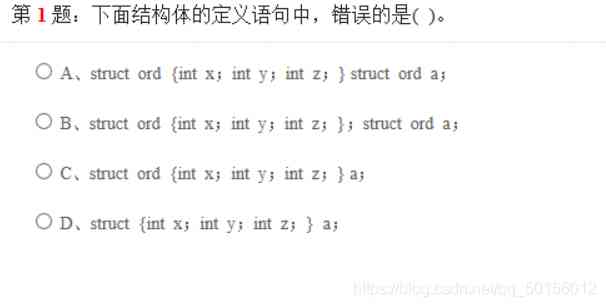 第 1 题：下面结构体的定义语句中，错误的是( )。
A、struct ord {int x；int y；int z；} struct ord a；
B、struct ord {int x；int y；int z；}；struct ord a；
C、struct ord {int x；int y；int z；} a；
D、struct {int x；int y；int z；} a；
https://blog.csdn.net/qq_50156012